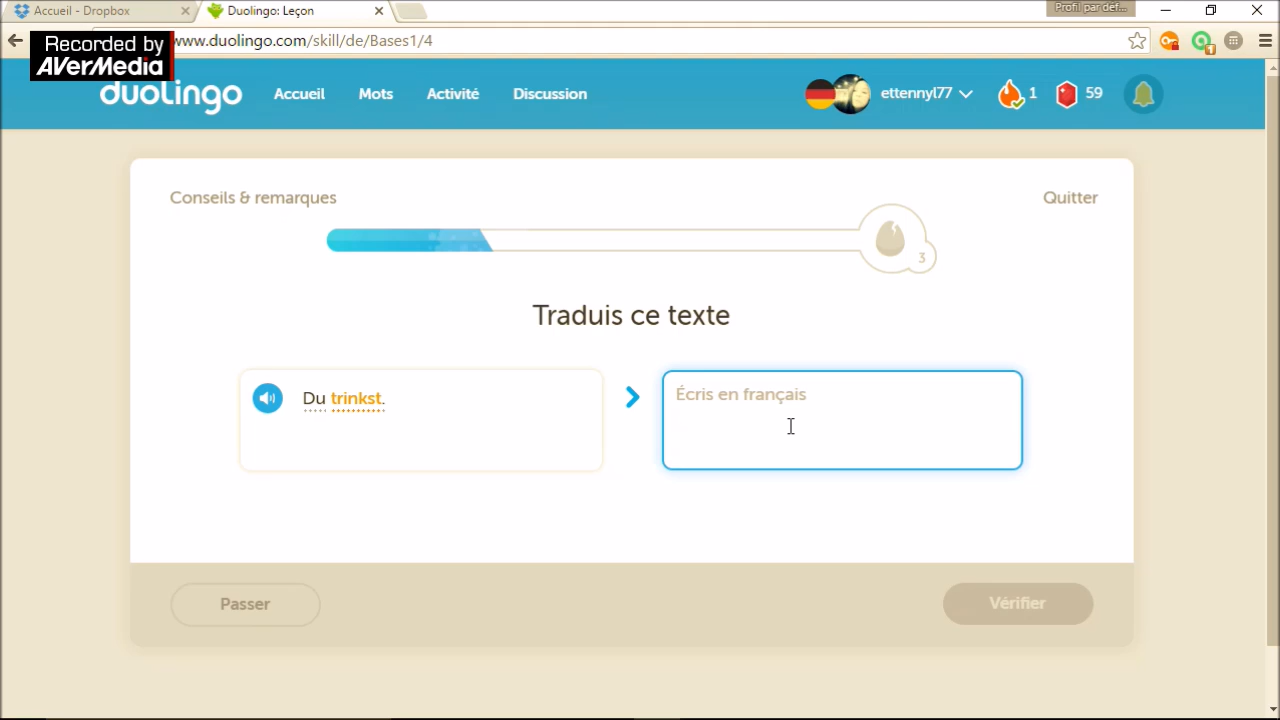 Accueil - Dropbox
Duolingo: Leçon
Profil par déf...
www.duolingo.com/skill/de/Bases1/4
Recorded by
AVerMedia
duolingo
Accueil
Mots
Activité
Discussion
ettennyl77
1
59
Conseils & remarques
Quitter
3
Traduis ce texte
Du trinkst.
Écris en français
Passer
Vérifier